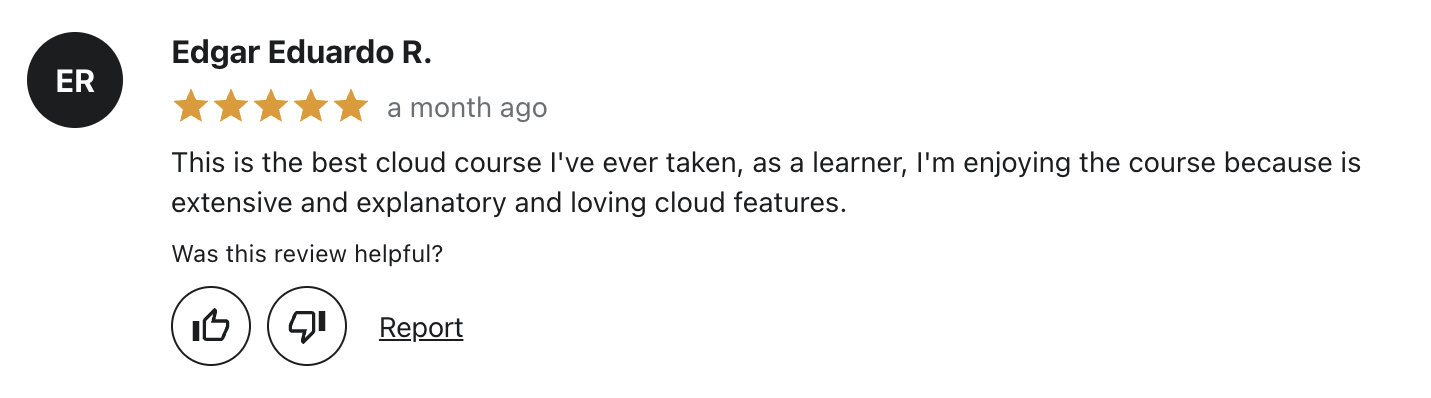 ER
Edgar Eduardo R.
a month ago
This is the best cloud course I've ever taken, as a learner, I'm enjoying the course because is
extensive and explanatory and loving cloud features.
Was this review helpful?
Report